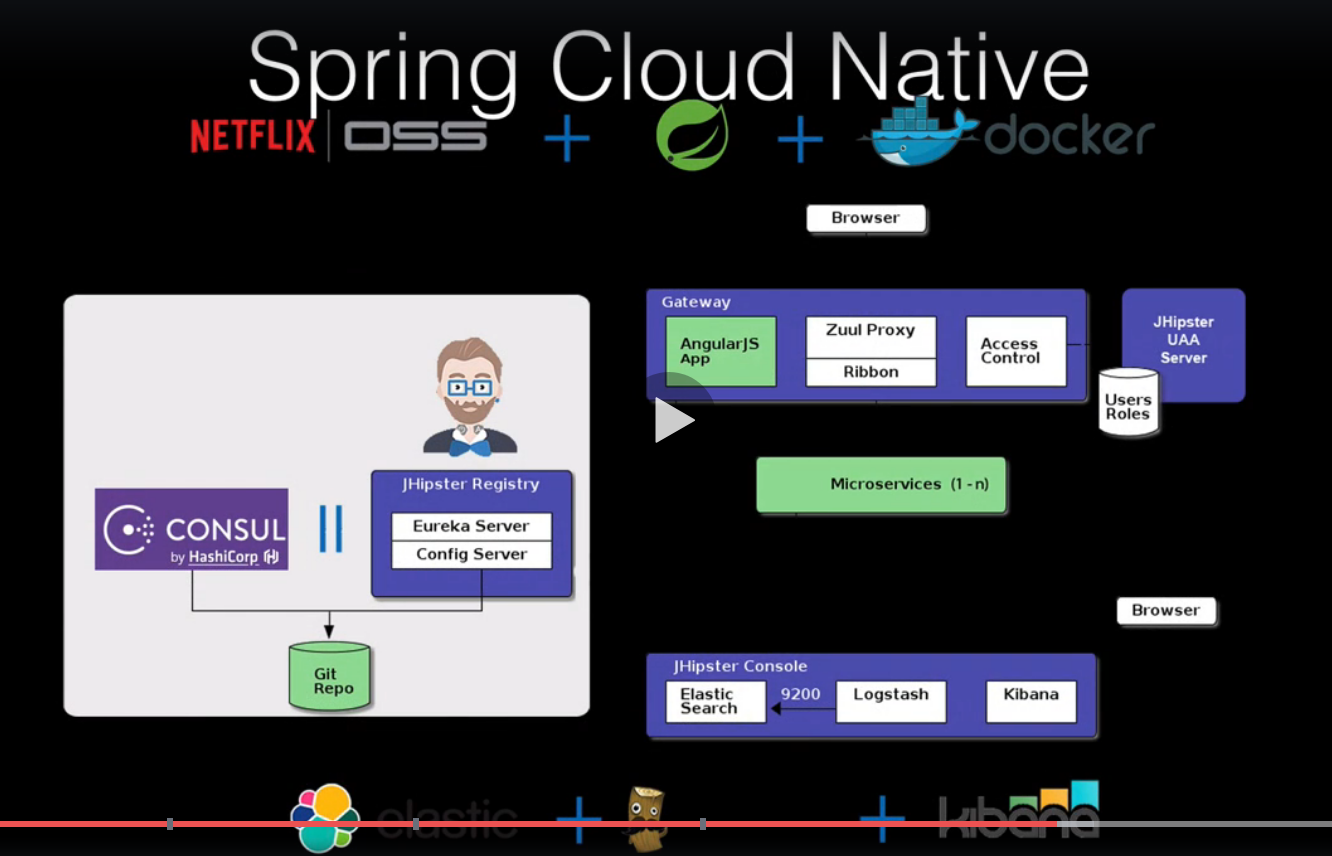 Spring Cloud Native
NETFLIX OSS + + docker
Browser
Gateway
AngularJS
App
Zuul Proxy
Ribbon
Access
Control
JHipster
UAA
Server
Users
Roles
Microservices (1 - n)
JHipster Registry
Eureka Server
Config Server
CONSUL
by HashiCorp
Git
Repo
Browser
JHipster Console
Elastic
Search
9200
Logstash
Kibana
elastic + + kibana